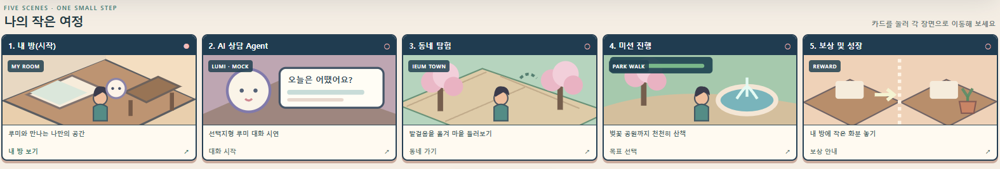 FIVE SCENES · ONE SMALL STEP
나의 작은 여정
카드를 눌러 각 장면으로 이동해 보세요
1. 내 방(시작)
MY ROOM
루미와 만나는 나만의 공간
내 방 보기 ↗
2. AI 상담 Agent
LUMI · MOCK
오늘은 어땠어요?
선택지형 루미 대화 시연
대화 시작 ↗
3. 동네 탐험
IEUM TOWN
발걸음을 옮겨 마을 둘러보기
동네 가기 ↗
4. 미션 진행
PARK WALK
벚꽃 공원까지 천천히 산책
목표 선택 ↗
5. 보상 및 성장
REWARD
내 방에 작은 화분 놓기
보상 안내 ↗